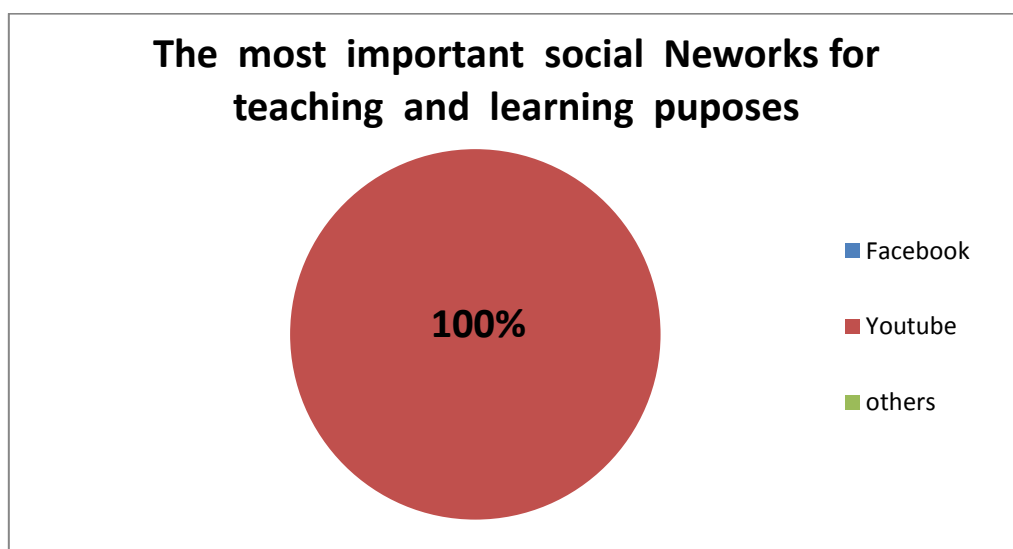 The most important social Neworks for
teaching and learning puposes
100%
Facebook
Youtube
others